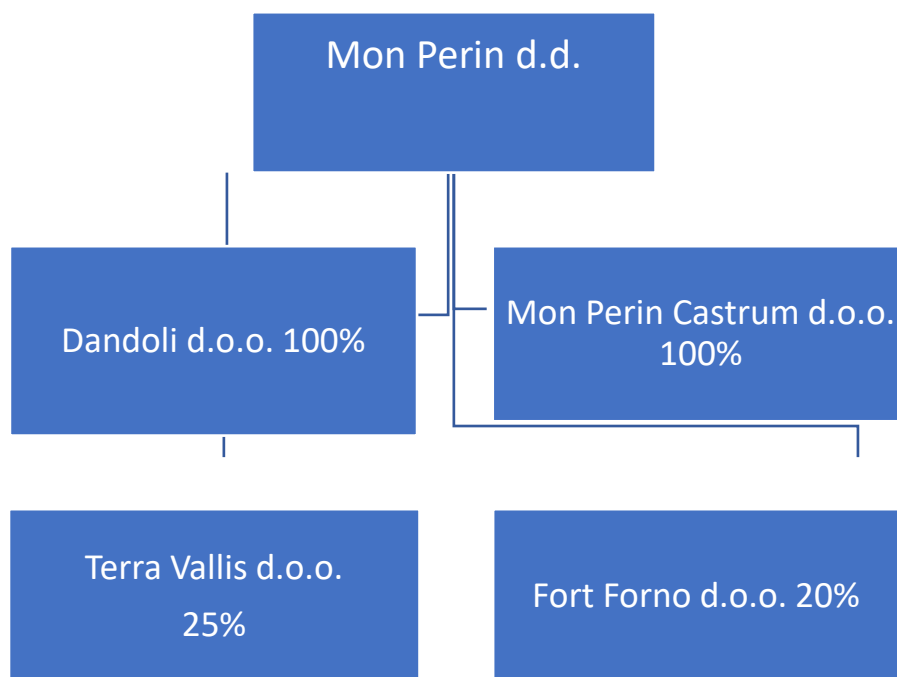 Mon Perin d.d.
Dandoli d.o.o. 100%
Mon Perin Castrum d.o.o.
100%
Terra Vallis d.o.o.
25%
Fort Forno d.o.o. 20%